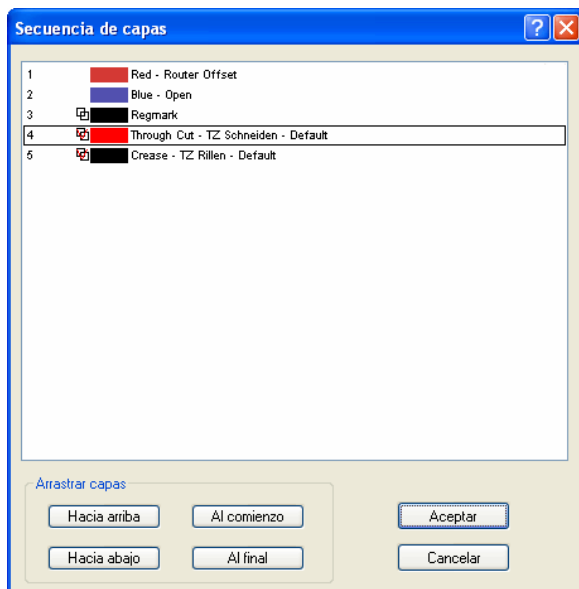 Secuencia de capas
1 Red - Router Offset
2 Blue - Open
3 Regmark
4 Through Cut - TZ Schneiden - Default
5 Crease - TZ Rillen - Default
Arrastrar capas
Hacia arriba Al comienzo Aceptar
Hacia abajo Al final Cancelar